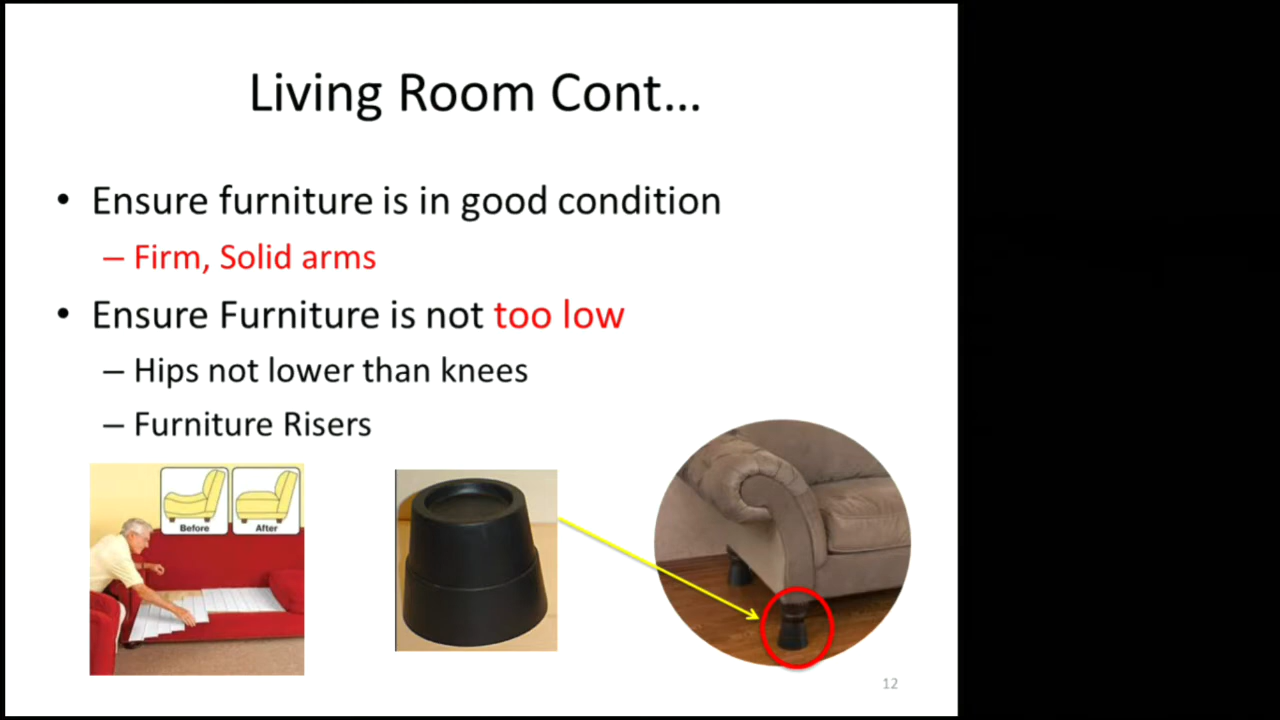 Living Room Cont...
• Ensure furniture is in good condition
– Firm, Solid arms
• Ensure Furniture is not too low
– Hips not lower than knees
– Furniture Risers
Before
After
12